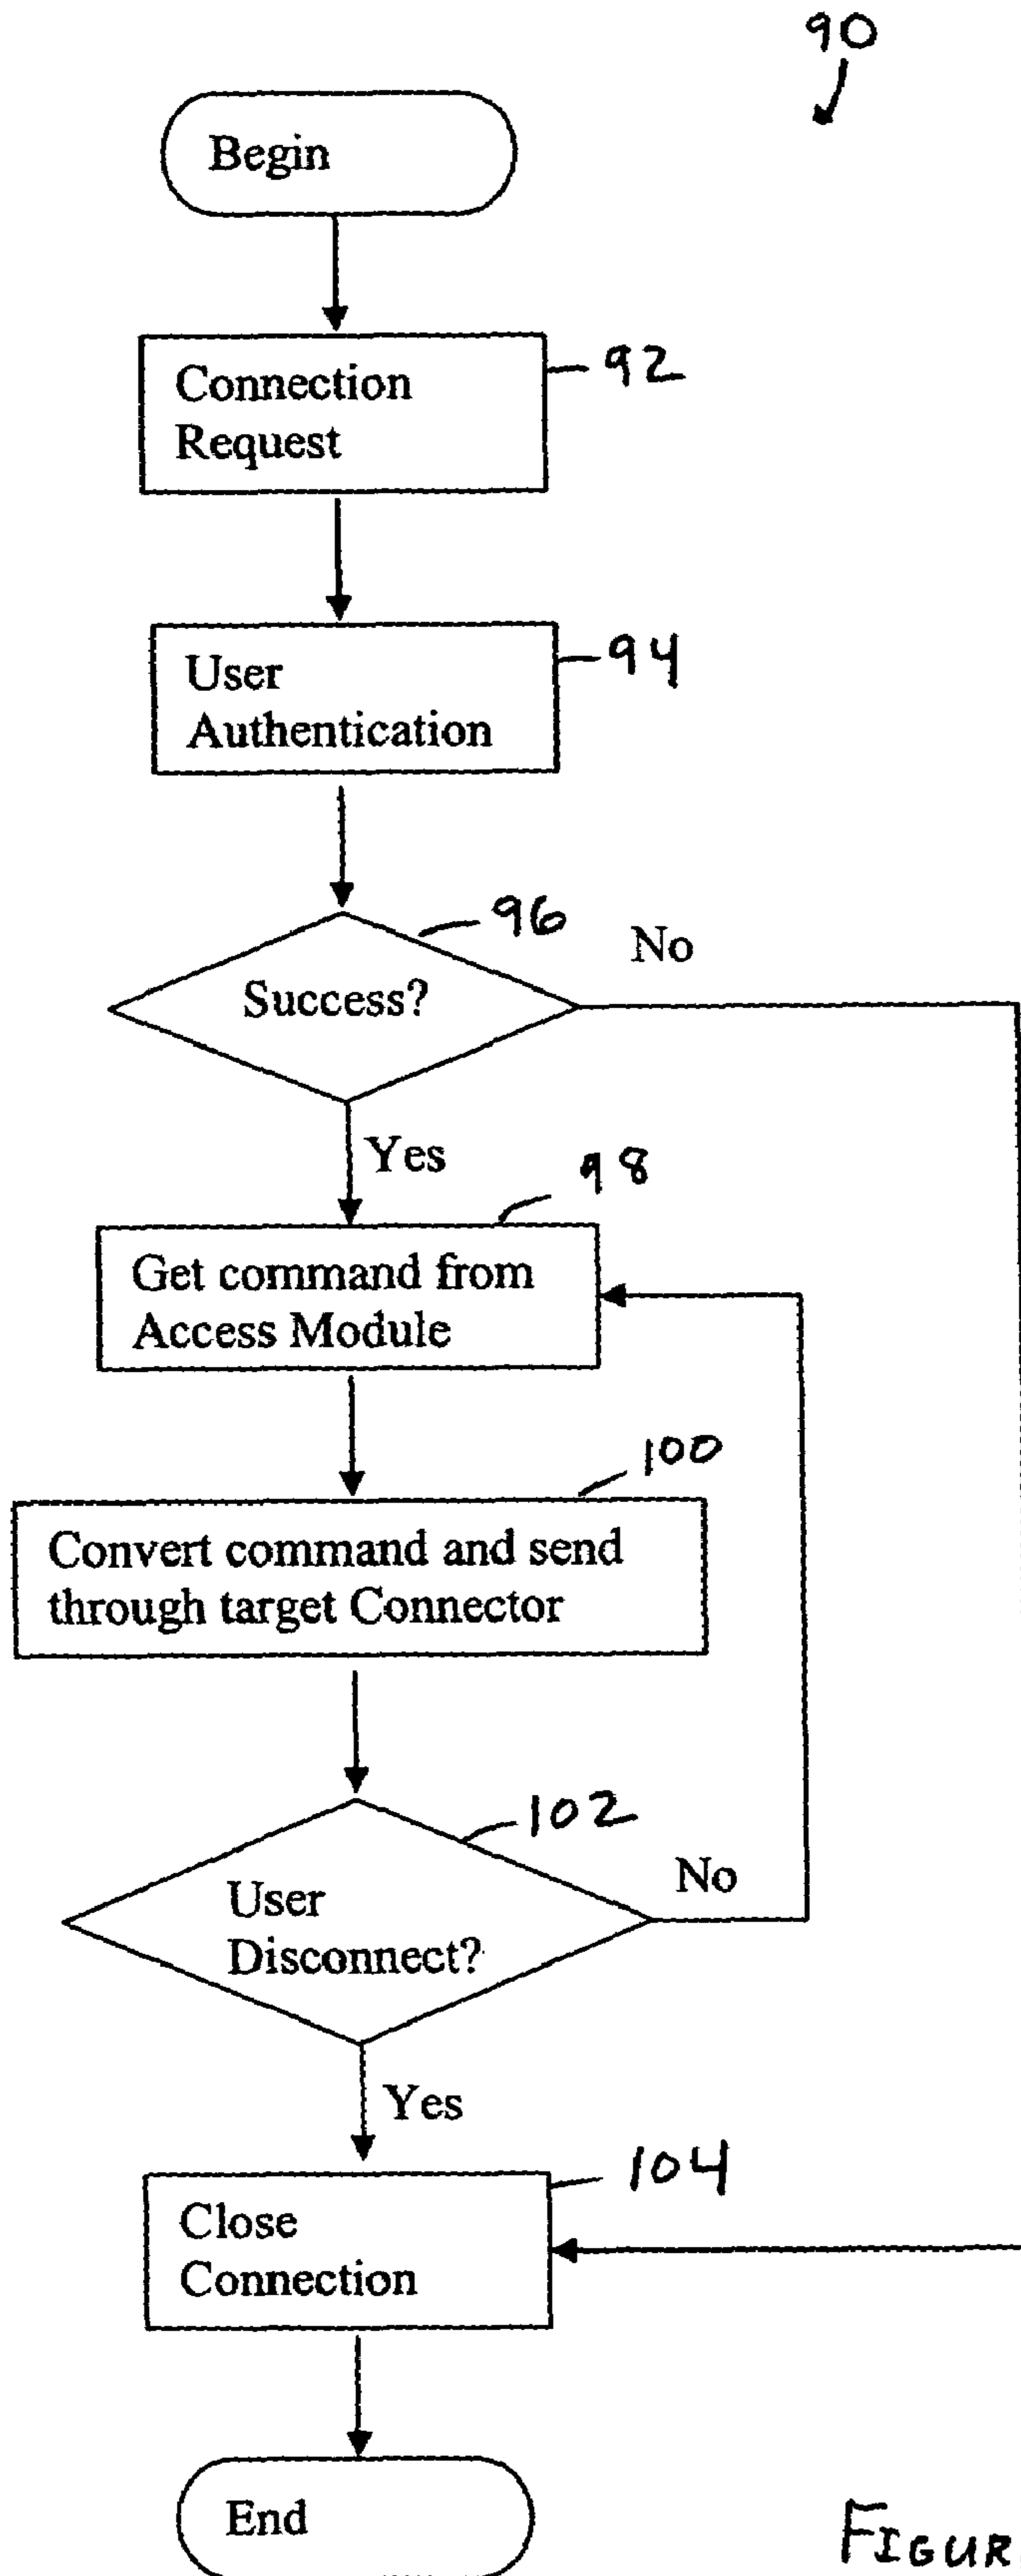 90
Begin
Connection
Request
92
User
Authentication
94
96
Success?
No
Yes
98
Get command from
Access Module
100
Convert command and send
through target Connector
102
User
Disconnect?
No
Yes
104
Close
Connection
End
FIGUR